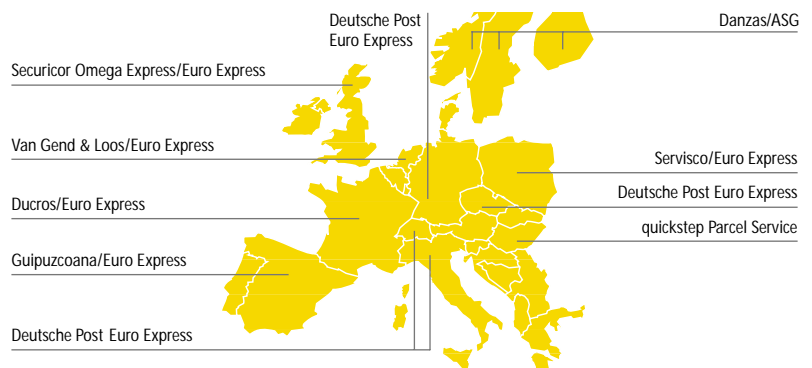 Deutsche Post
Euro Express
Danzas/ASG
Securicor Omega Express/Euro Express
Van Gend & Loos/Euro Express
Servisco/Euro Express
Deutsche Post Euro Express
Ducros/Euro Express
quickstep Parcel Service
Guipuzcoana/Euro Express
Deutsche Post Euro Express